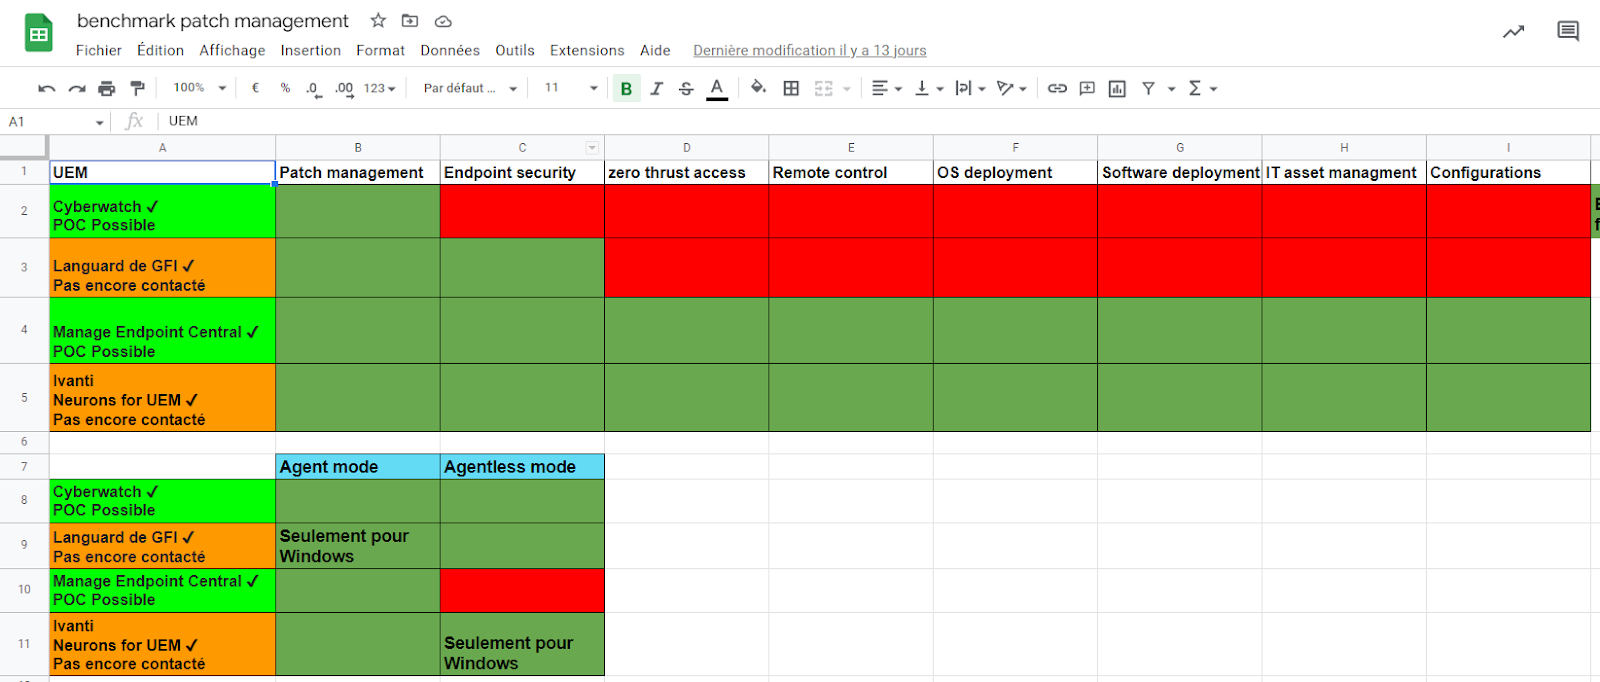 benchmark patch management
Fichier Édition Affichage Insertion Format Données Outils Extensions Aide Dernière modification il y a 13 jours
100% € % .0 .00 123 Par défaut ... 11 B I S A
A1 fx UEM
A B C D E F G H I
1 UEM Patch management Endpoint security zero thrust access Remote control OS deployment Software deployment IT asset managment Configurations
2 Cyberwatch ✓
POC Possible
3 Languard de GFI ✓
Pas encore contacté
4 Manage Endpoint Central ✓
POC Possible
5 Ivanti
Neurons for UEM ✓
Pas encore contacté
6
7 Agent mode Agentless mode
8 Cyberwatch ✓
POC Possible
9 Languard de GFI ✓ Seulement pour
Pas encore contacté Windows
10 Manage Endpoint Central ✓
POC Possible
11 Ivanti
Neurons for UEM ✓ Seulement pour
Pas encore contacté Windows